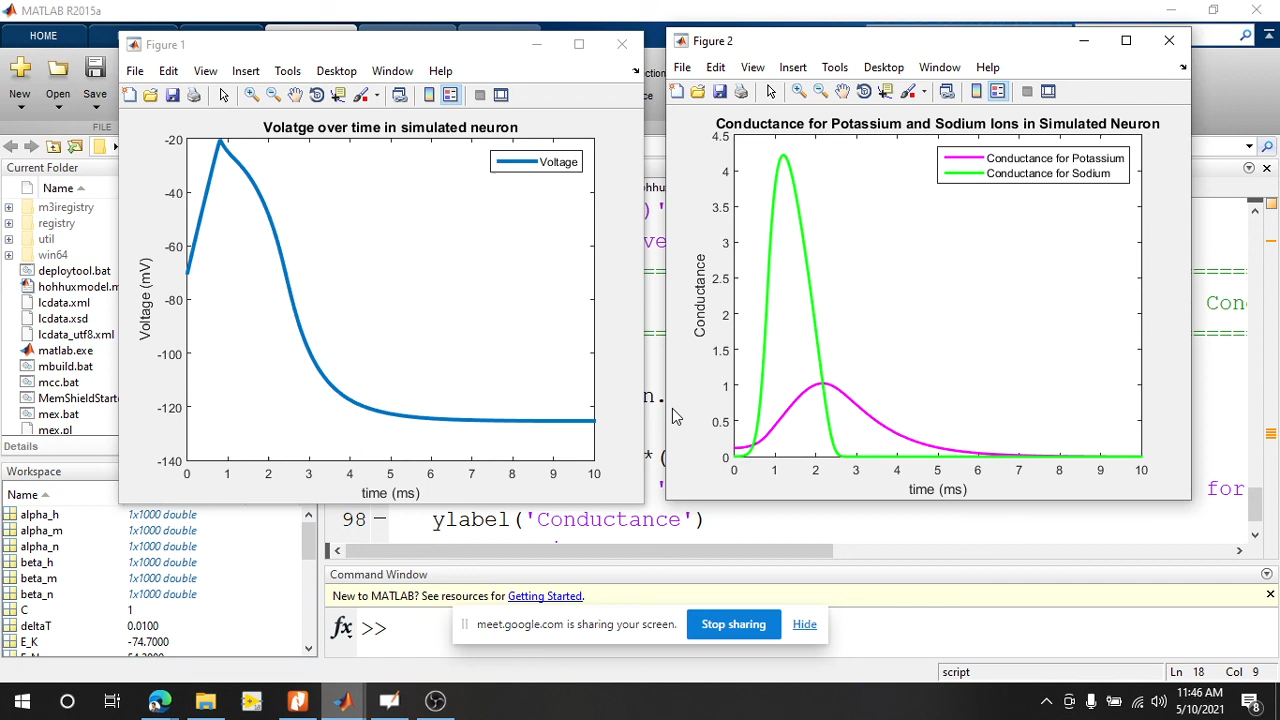 MATLAB R2015a
HOME
New
Open
Save
FILE
Current Folder
Name
m3iregistry
registry
util
win64
deploytool.bat
hohhuxmodel.m
lcdata.xml
lcdata.xsd
lcdata_utf8.xml
matlab.exe
mbuild.bat
mcc.bat
MemShieldStart
mex.bat
mex.pl
Details
Workspace
Name
alpha_h 1x1000 double
alpha_m 1x1000 double
alpha_n 1x1000 double
beta_h 1x1000 double
beta_m 1x1000 double
beta_n 1x1000 double
C 1
deltaT 0.0100
E_K -74.7000
Figure 1
File Edit View Insert Tools Desktop Window Help
Volatge over time in simulated neuron
Voltage
-20
-40
-60
-80
-100
-120
-140
0 1 2 3 4 5 6 7 8 9 10
Voltage (mV)
time (ms)
Figure 2
File Edit View Insert Tools Desktop Window Help
Conductance for Potassium and Sodium Ions in Simulated Neuron
Conductance for Potassium
Conductance for Sodium
4.5
4
3.5
3
2.5
2
1.5
1
0.5
0
0 1 2 3 4 5 6 7 8 9 10
Conductance
time (ms)
)'
ve
Con
n.
*(
' for
98 ylabel('Conductance')
Command Window
New to MATLAB? See resources for Getting Started.
fx >>
meet.google.com is sharing your screen. Stop sharing Hide
script Ln 18 Col 9
11:46 AM
5/10/2021
8